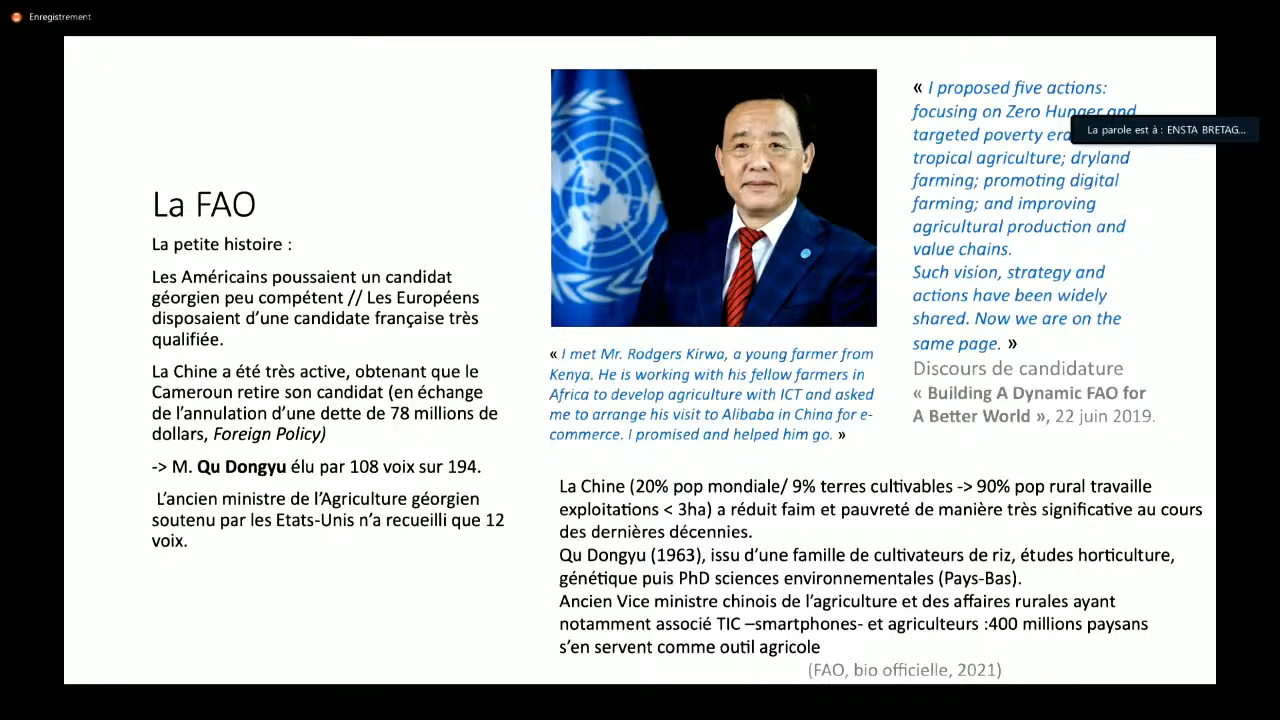 Enregistrement
La FAO
La petite histoire :
Les Américains poussaient un candidat
géorgien peu compétent // Les Européens
disposaient d’une candidate française très
qualifiée.
La Chine a été très active, obtenant que le
Cameroun retire son candidat (en échange
de l’annulation d’une dette de 78 millions de
dollars, Foreign Policy)
-> M. Qu Dongyu élu par 108 voix sur 194.
L’ancien ministre de l’Agriculture géorgien
soutenu par les Etats-Unis n’a recueilli que 12
voix.
« I met Mr. Rodgers Kirwa, a young farmer from
Kenya. He is working with his fellow farmers in
Africa to develop agriculture with ICT and asked
me to arrange his visit to Alibaba in China for e-
commerce. I promised and helped him go. »
« I proposed five actions:
focusing on Zero Hunger and
targeted poverty era
tropical agriculture; dryland
farming; promoting digital
farming; and improving
agricultural production and
value chains.
Such vision, strategy and
actions have been widely
shared. Now we are on the
same page. »
Discours de candidature
« Building A Dynamic FAO for
A Better World », 22 juin 2019.
La parole est à : ENSTA BRETAG...
La Chine (20% pop mondiale/ 9% terres cultivables -> 90% pop rural travaille
exploitations < 3ha) a réduit faim et pauvreté de manière très significative au cours
des dernières décennies.
Qu Dongyu (1963), issu d’une famille de cultivateurs de riz, études horticulture,
génétique puis PhD sciences environnementales (Pays-Bas).
Ancien Vice ministre chinois de l’agriculture et des affaires rurales ayant
notamment associé TIC –smartphones- et agriculteurs :400 millions paysans
s’en servent comme outil agricole
(FAO, bio officielle, 2021)